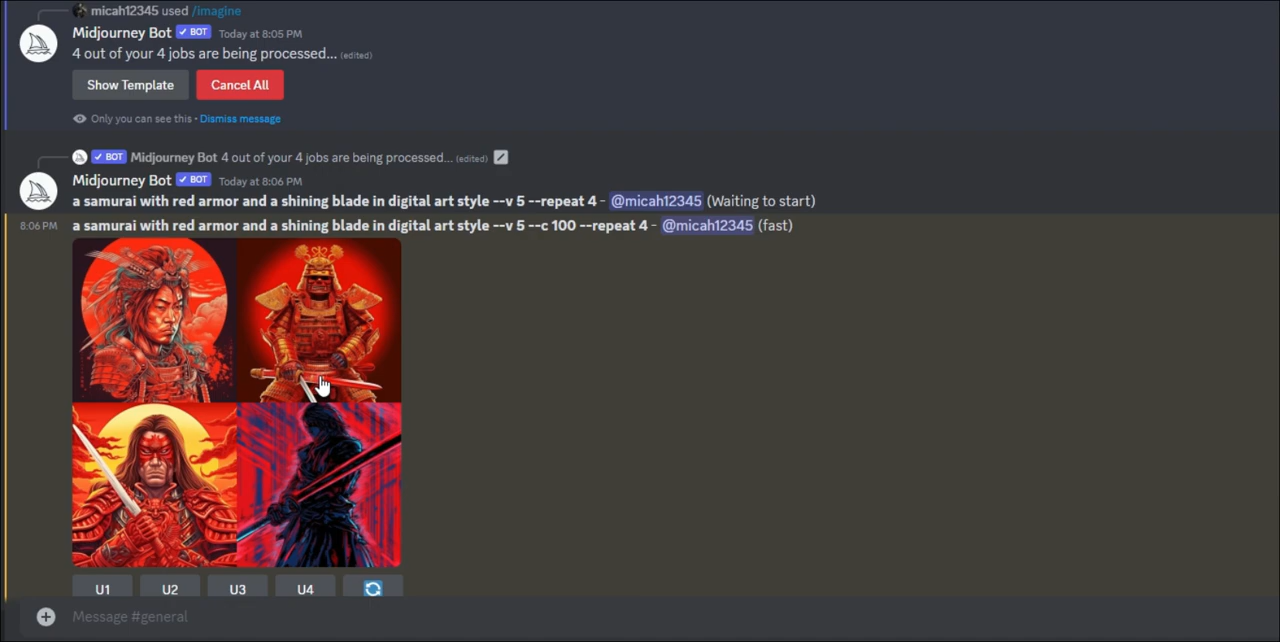 micah12345 used /imagine
Midjourney Bot ✓ BOT Today at 8:05 PM
4 out of your 4 jobs are being processed... (edited)
Show Template Cancel All
Only you can see this • Dismiss message
✓ BOT Midjourney Bot 4 out of your 4 jobs are being processed... (edited)
Midjourney Bot ✓ BOT Today at 8:06 PM
a samurai with red armor and a shining blade in digital art style --v 5 --repeat 4 - @micah12345 (Waiting to start)
8:06 PM a samurai with red armor and a shining blade in digital art style --v 5 --c 100 --repeat 4 - @micah12345 (fast)
U1 U2 U3 U4
Message #general